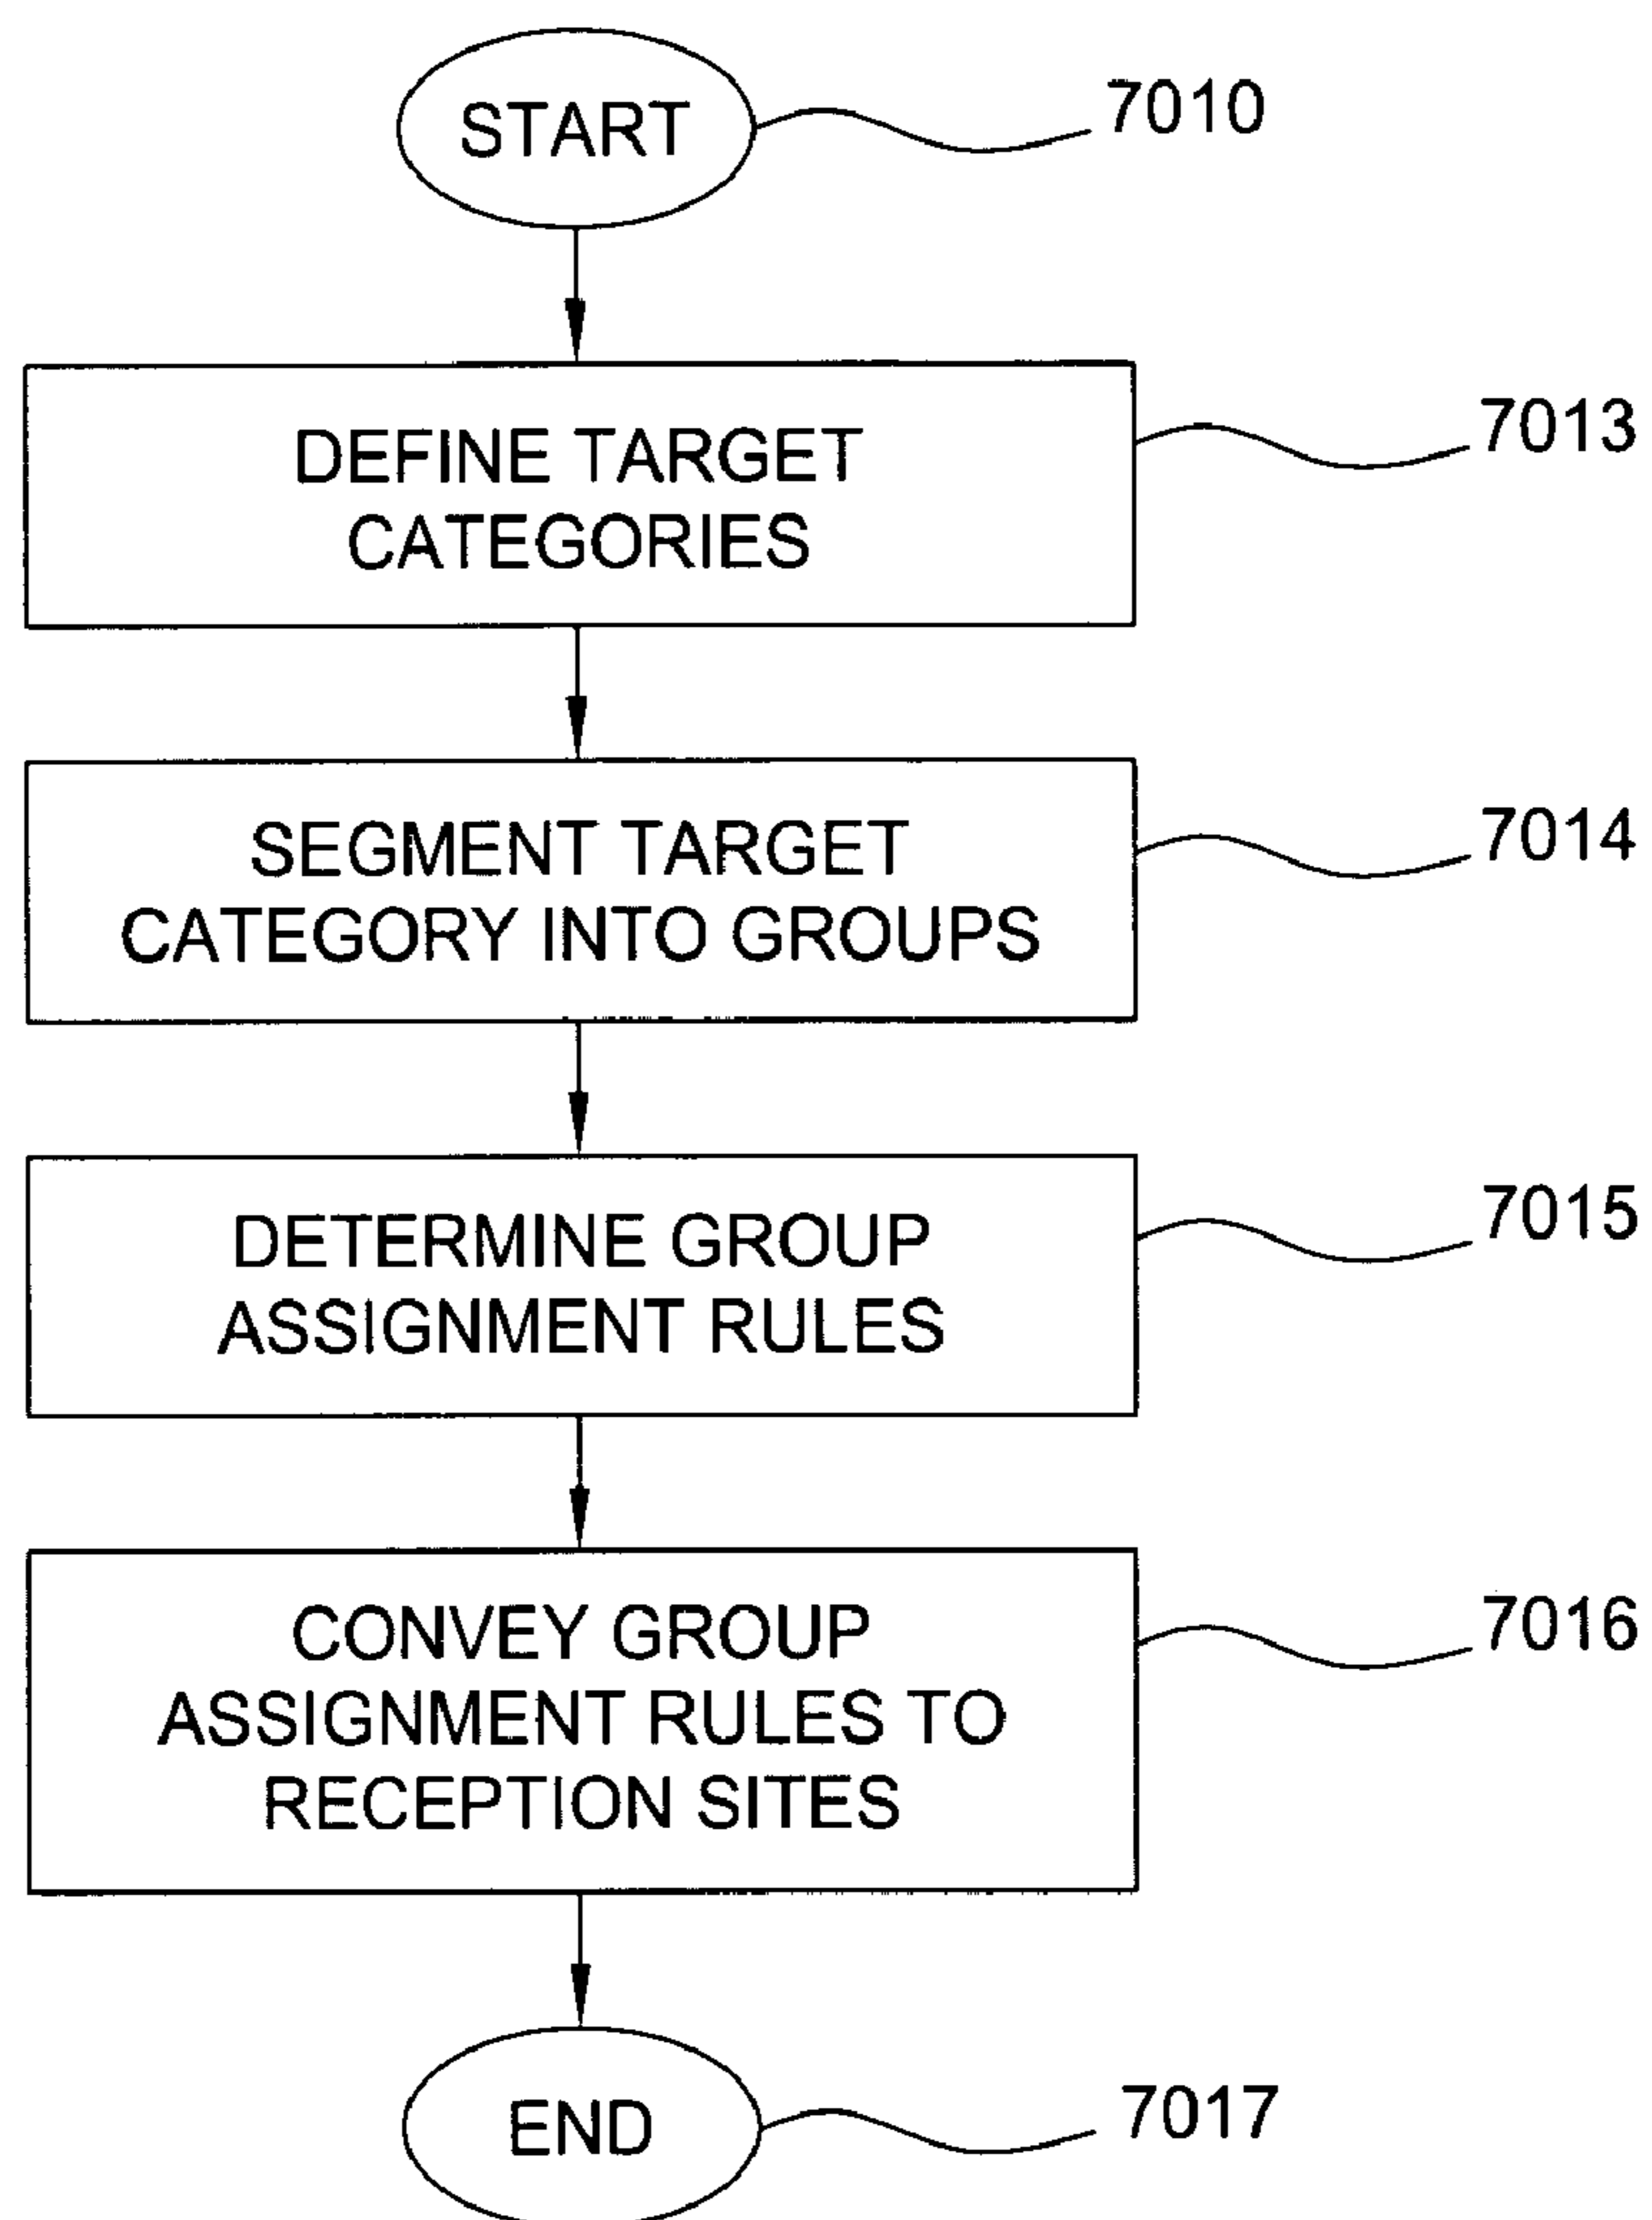 START
7010
DEFINE TARGET
CATEGORIES
7013
SEGMENT TARGET
CATEGORY INTO GROUPS
7014
DETERMINE GROUP
ASSIGNMENT RULES
7015
CONVEY GROUP
ASSIGNMENT RULES TO
RECEPTION SITES
7016
END
7017